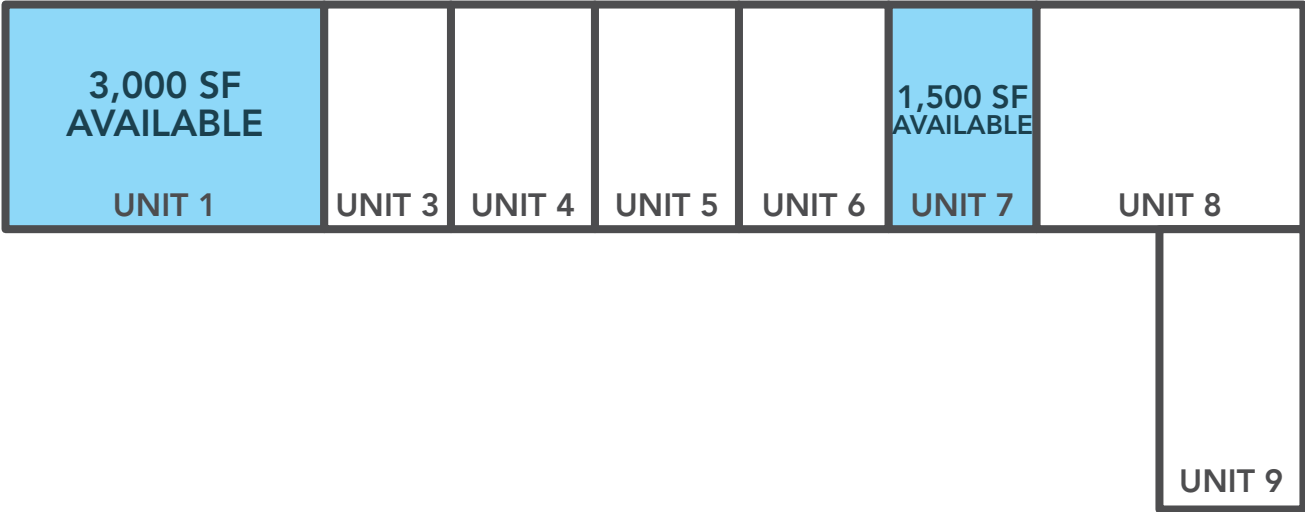 3,000 SF
AVAILABLE
UNIT 1
UNIT 3
UNIT 4
UNIT 5
UNIT 6
1,500 SF
AVAILABLE
UNIT 7
UNIT 8
UNIT 9